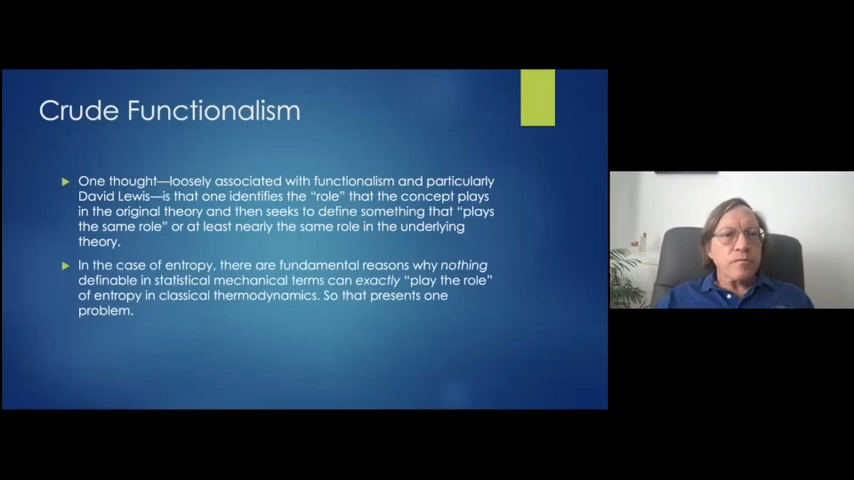 Crude Functionalism
One thought—loosely associated with functionalism and particularly
David Lewis—is that one identifies the “role” that the concept plays
in the original theory and then seeks to define something that “plays
the same role” or at least nearly the same role in the underlying
theory.
In the case of entropy, there are fundamental reasons why nothing
definable in statistical mechanical terms can exactly “play the role”
of entropy in classical thermodynamics. So that presents one
problem.